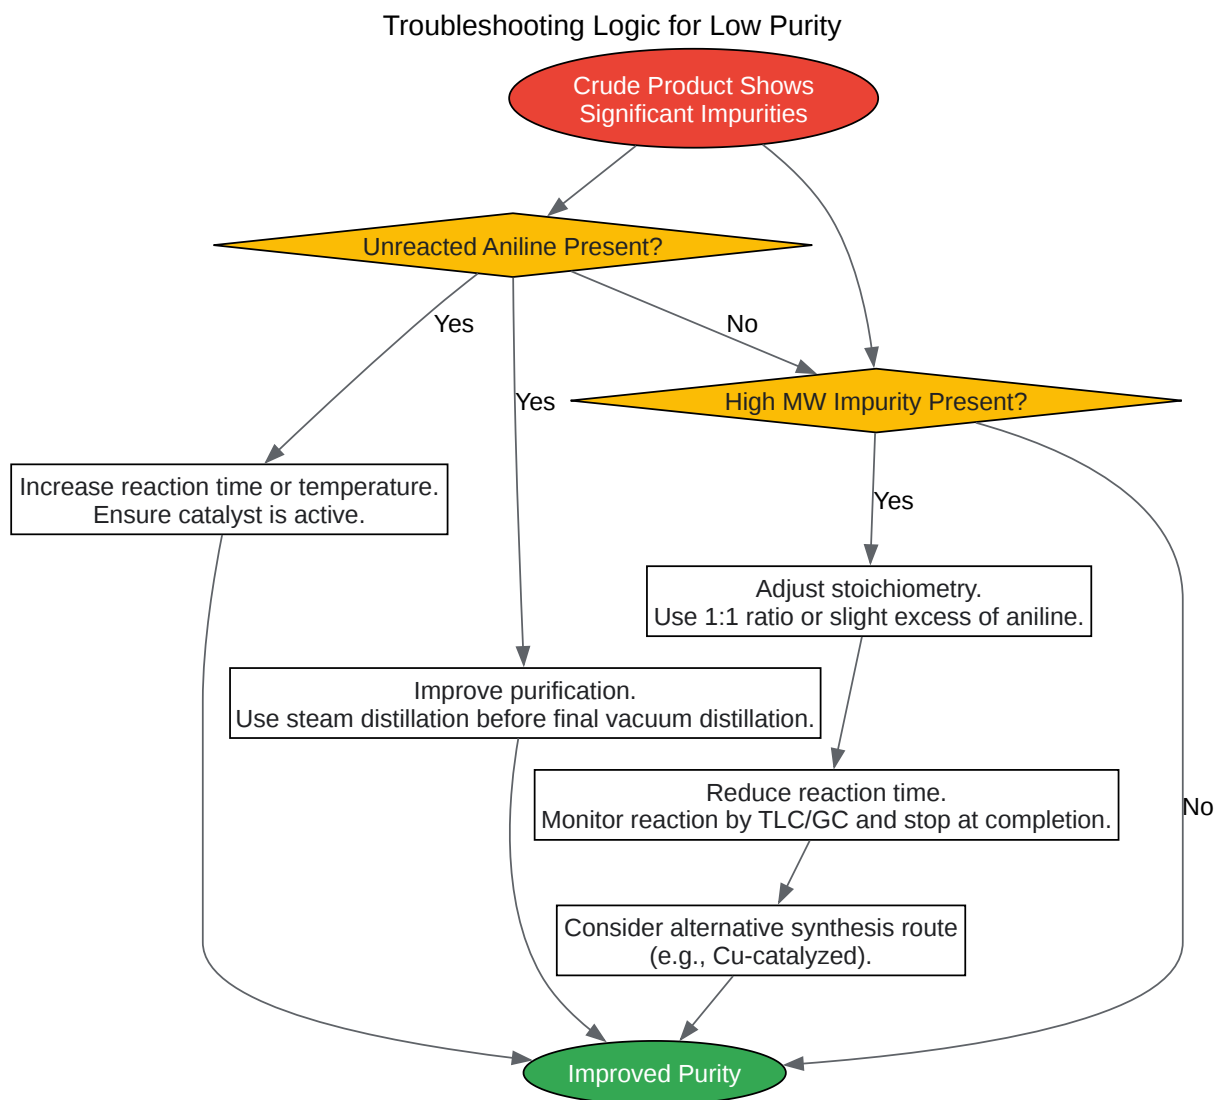 Troubleshooting Logic for Low Purity
Crude Product Shows
Significant Impurities
Unreacted Aniline Present?
Yes
No
Yes
High MW Impurity Present?
Increase reaction time or temperature.
Ensure catalyst is active.
Yes
Adjust stoichiometry.
Use 1:1 ratio or slight excess of aniline.
Improve purification.
Use steam distillation before final vacuum distillation.
Reduce reaction time.
Monitor reaction by TLC/GC and stop at completion.
No
Consider alternative synthesis route
(e.g., Cu-catalyzed).
Improved Purity